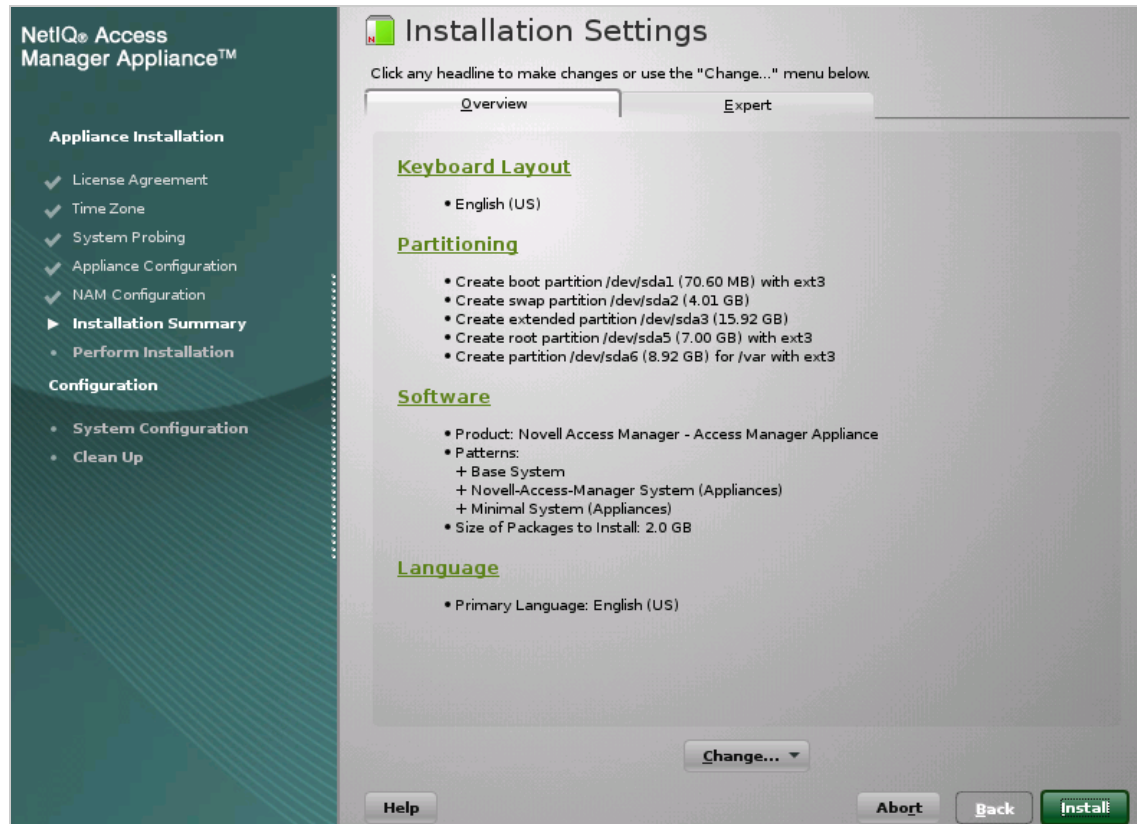 NetIQ® Access
Manager Appliance™
Appliance Installation
License Agreement
Time Zone
System Probing
Appliance Configuration
NAM Configuration
Installation Summary
Perform Installation
Configuration
System Configuration
Clean Up
N
Installation Settings
Click any headline to make changes or use the "Change..." menu below.
Overview
Expert
Keyboard Layout
• English (US)
Partitioning
• Create boot partition /dev/sda1 (70.60 MB) with ext3
• Create swap partition /dev/sda2 (4.01 GB)
• Create extended partition /dev/sda3 (15.92 GB)
• Create root partition /dev/sda5 (7.00 GB) with ext3
• Create partition /dev/sda6 (8.92 GB) for /var with ext3
Software
• Product: Novell Access Manager - Access Manager Appliance
• Patterns:
+ Base System
+ Novell-Access-Manager System (Appliances)
+ Minimal System (Appliances)
• Size of Packages to Install: 2.0 GB
Language
• Primary Language: English (US)
Change...
Help
Abort
Back
Install